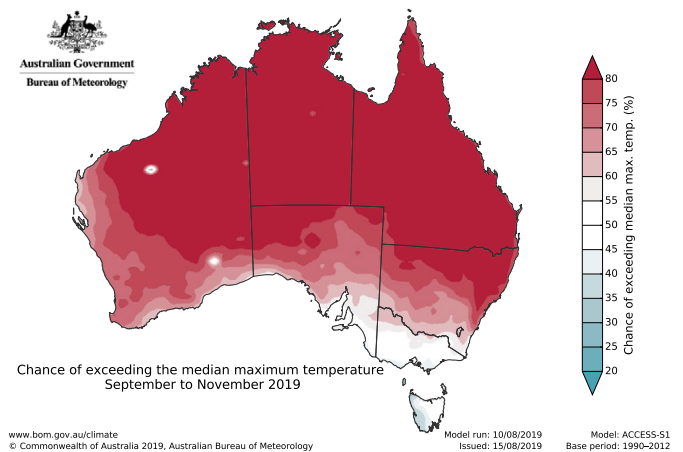 Australian Government
Bureau of Meteorology
80
75
70
65
60
55
50
45
40
35
30
25
20
Chance of exceeding median max. temp. (%)
Chance of exceeding the median maximum temperature
September to November 2019
www.bom.gov.au/climate
© Commonwealth of Australia 2019, Australian Bureau of Meteorology
Model run: 10/08/2019
Issued: 15/08/2019
Model: ACCESS-S1
Base period: 1990–2012